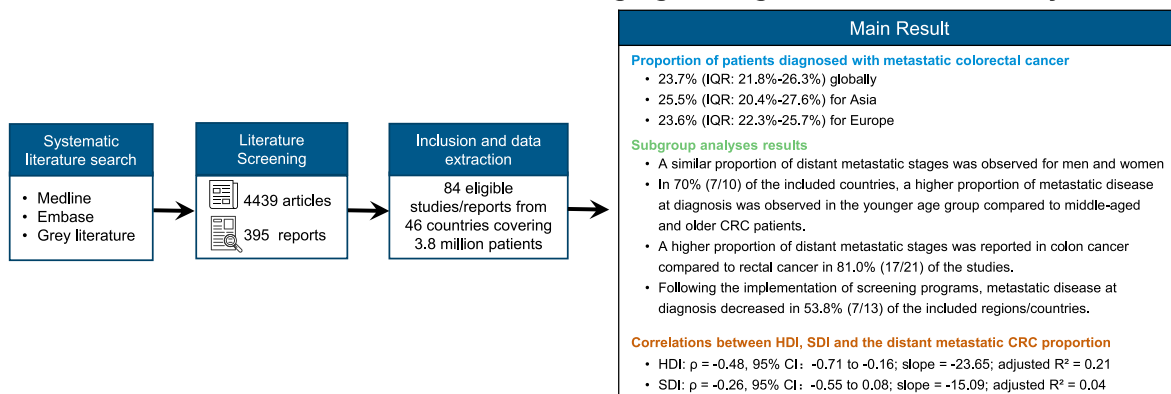 Systematic
literature search
• Medline
• Embase
• Grey literature
Literature
Screening
4439 articles
395 reports
Inclusion and data
extraction
84 eligible
studies/reports from
46 countries covering
3.8 million patients
Main Result
Proportion of patients diagnosed with metastatic colorectal cancer
• 23.7% (IQR: 21.8%-26.3%) globally
• 25.5% (IQR: 20.4%-27.6%) for Asia
• 23.6% (IQR: 22.3%-25.7%) for Europe
Subgroup analyses results
• A similar proportion of distant metastatic stages was observed for men and women
• In 70% (7/10) of the included countries, a higher proportion of metastatic disease
at diagnosis was observed in the younger age group compared to middle-aged
and older CRC patients.
• A higher proportion of distant metastatic stages was reported in colon cancer
compared to rectal cancer in 81.0% (17/21) of the studies.
• Following the implementation of screening programs, metastatic disease at
diagnosis decreased in 53.8% (7/13) of the included regions/countries.
Correlations between HDI, SDI and the distant metastatic CRC proportion
• HDI: ρ = -0.48, 95% CI: -0.71 to -0.16; slope = -23.65; adjusted R² = 0.21
• SDI: ρ = -0.26, 95% CI: -0.55 to 0.08; slope = -15.09; adjusted R² = 0.04